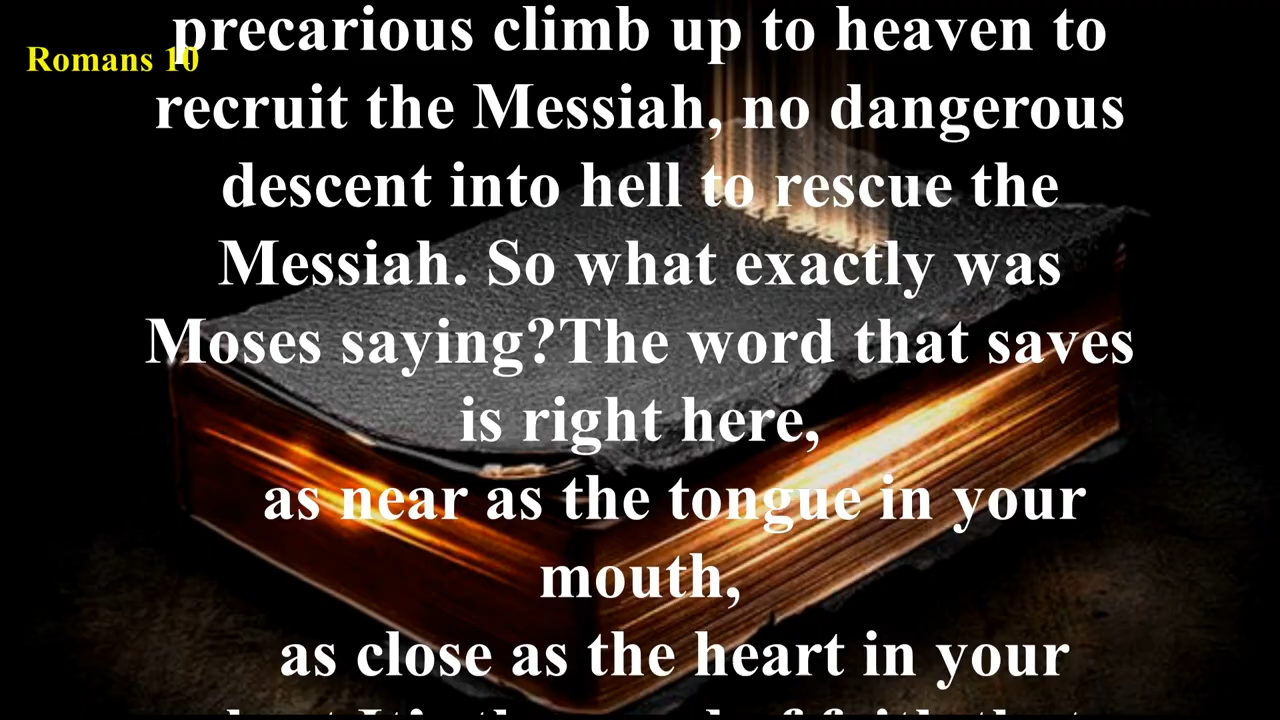 Romans 10
precarious climb up to heaven to
recruit the Messiah, no dangerous
descent into hell to rescue the
Messiah. So what exactly was
Moses saying?The word that saves
is right here,
as near as the tongue in your
mouth,
as close as the heart in your